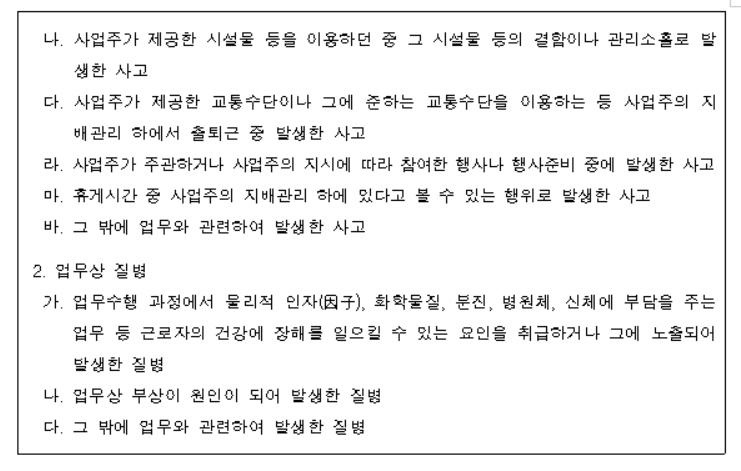 나. 사업주가 제공한 시설물 등을 이용하던 중 그 시설물 등의 결함이나 관리소홀로 발
생한 사고
다. 사업주가 제공한 교통수단이나 그에 준하는 교통수단을 이용하는 등 사업주의 지
배관리 하에서 출퇴근 중 발생한 사고
라. 사업주가 주관하거나 사업주의 지시에 따라 참여한 행사나 행사준비 중에 발생한 사고
마. 휴게시간 중 사업주의 지배관리 하에 있다고 볼 수 있는 행위로 발생한 사고
바. 그 밖에 업무와 관련하여 발생한 사고
2. 업무상 질병
가. 업무수행 과정에서 물리적 인자(因子), 화학물질, 분진, 병원체, 신체에 부담을 주는
업무 등 근로자의 건강에 장해를 일으킬 수 있는 요인을 취급하거나 그에 노출되어
발생한 질병
나. 업무상 부상이 원인이 되어 발생한 질병
다. 그 밖에 업무와 관련하여 발생한 질병